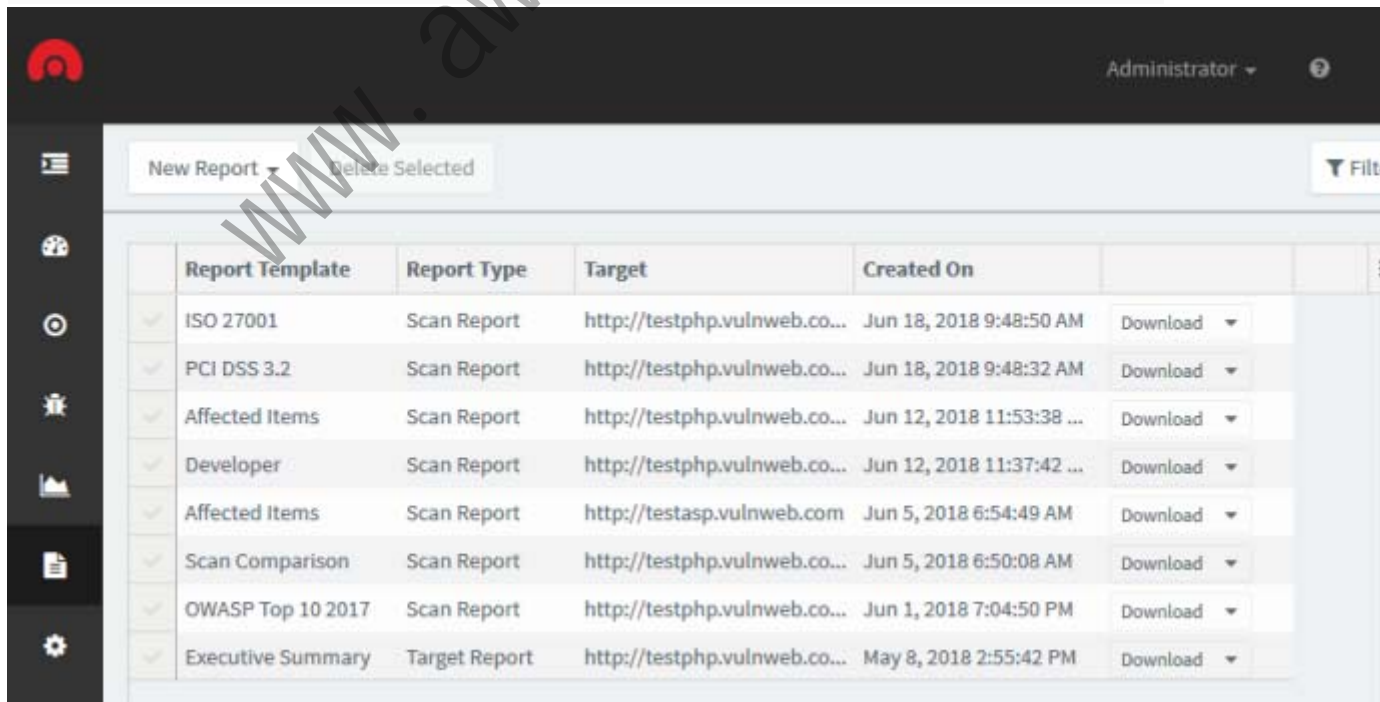 www. aw
Administrator
New Report Delete Selected Filt
Report Template Report Type Target Created On
ISO 27001 Scan Report http://testphp.vulnweb.co... Jun 18, 2018 9:48:50 AM Download
PCI DSS 3.2 Scan Report http://testphp.vulnweb.co... Jun 18, 2018 9:48:32 AM Download
Affected Items Scan Report http://testphp.vulnweb.co... Jun 12, 2018 11:53:38 ... Download
Developer Scan Report http://testphp.vulnweb.co... Jun 12, 2018 11:37:42 ... Download
Affected Items Scan Report http://testasp.vulnweb.com Jun 5, 2018 6:54:49 AM Download
Scan Comparison Scan Report http://testphp.vulnweb.co... Jun 5, 2018 6:50:08 AM Download
OWASP Top 10 2017 Scan Report http://testphp.vulnweb.co... Jun 1, 2018 7:04:50 PM Download
Executive Summary Target Report http://testphp.vulnweb.co... May 8, 2018 2:55:42 PM Download